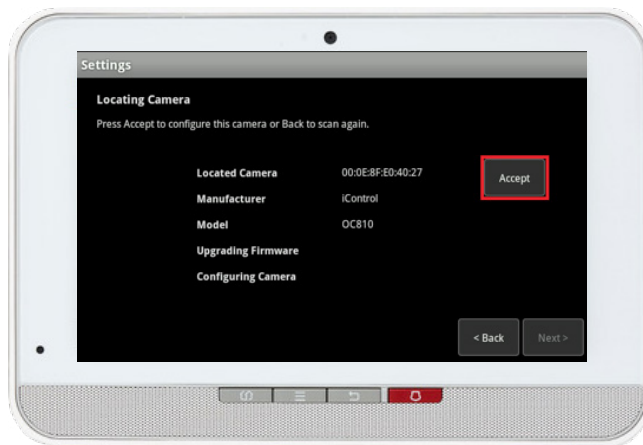 Settings
Locating Camera
Press Accept to configure this camera or Back to scan again.
Located Camera 00:0E:8F:E0:40:27
Accept
Manufacturer iControl
Model OC810
Upgrading Firmware
Configuring Camera
< Back Next >